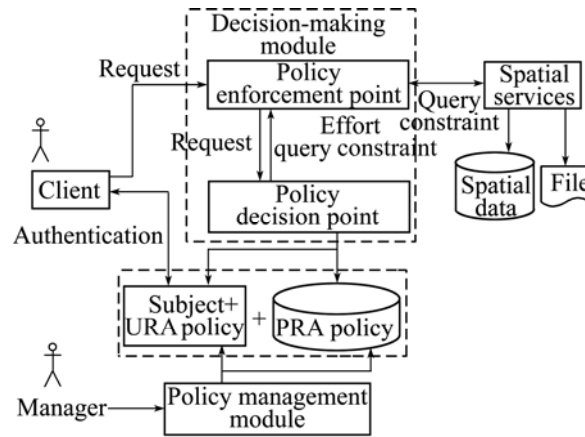 Decision-making
module
Request
Policy
enforcement point
Spatial
services
Query
constraint
Request
Effort
query constraint
Client
Policy
decision point
Spatial
data
File
Authentication
Subject+
URA policy
+
PRA policy
Manager
Policy management
module